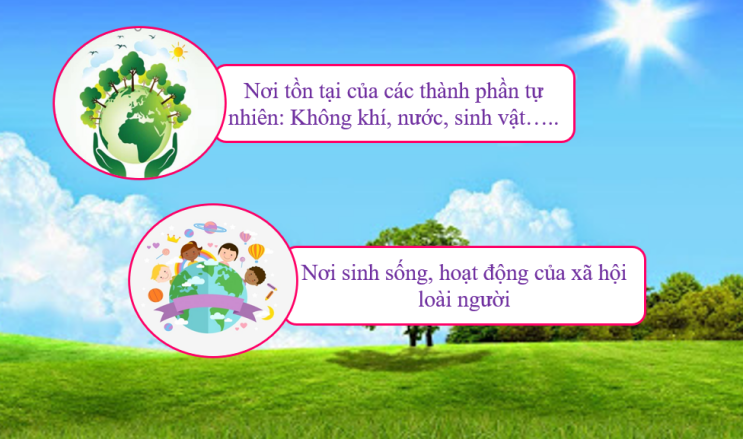 Nơi tồn tại của các thành phần tự
nhiên: Không khí, nước, sinh vật…..
Nơi sinh sống, hoạt động của xã hội
loài người